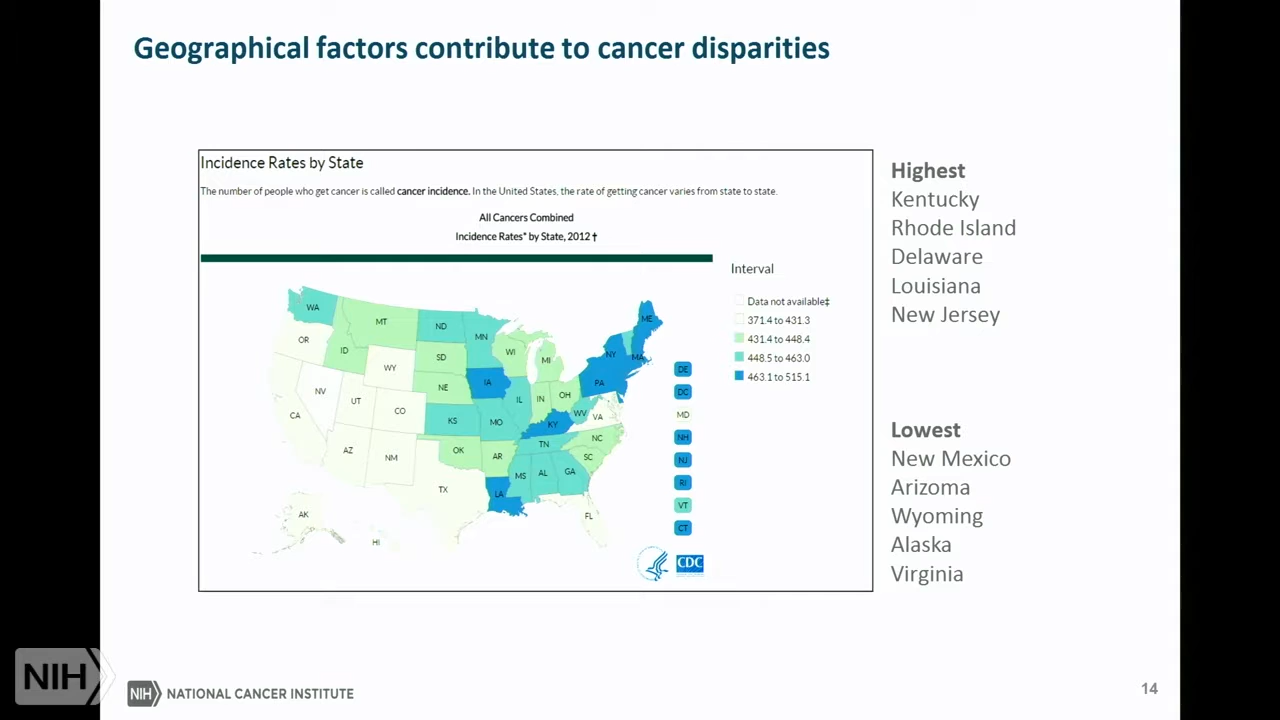 Geographical factors contribute to cancer disparities
Incidence Rates by State
The number of people who get cancer is called cancer incidence. In the United States, the rate of getting cancer varies from state to state.
All Cancers Combined
Incidence Rates* by State, 2012 †
Interval
Data not available‡
371.4 to 431.3
431.4 to 448.4
448.5 to 463.0
463.1 to 515.1
WA
MT
ND
MN
ME
OR
ID
SD
WI
MI
NY
MA
WY
NE
IA
PA
NV
UT
CO
IL
IN
OH
CA
KS
MO
KY
WV
VA
AZ
NM
OK
AR
TN
NC
SC
MS
AL
GA
TX
LA
FL
AK
HI
DE
DC
MD
NH
NJ
RI
VT
CT
CDC
Highest
Kentucky
Rhode Island
Delaware
Louisiana
New Jersey
Lowest
New Mexico
Arizoma
Wyoming
Alaska
Virginia
NIH
NIH NATIONAL CANCER INSTITUTE
14